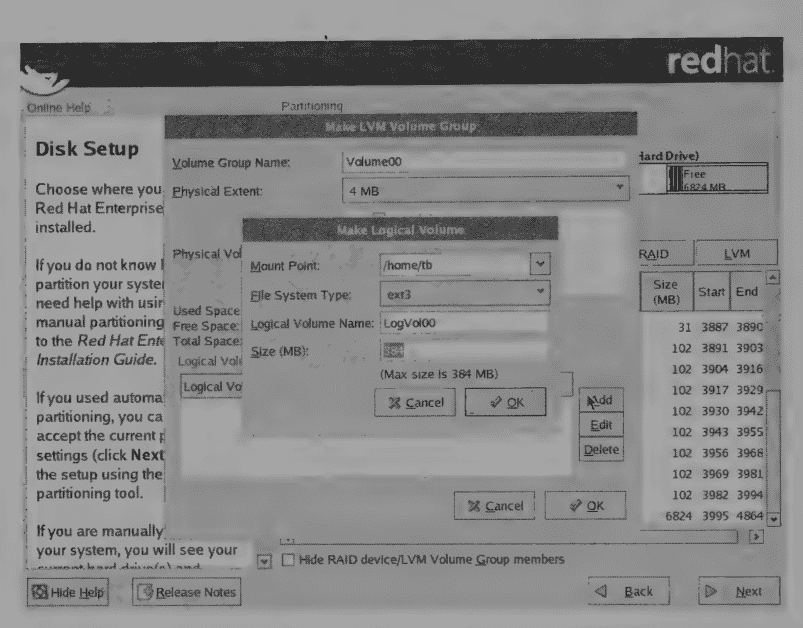 redhat.
Online Help
Partitioning
Make LVM Volume Group
Disk Setup
Volume Group Name:
Volume00
Hard Drive)
Free
6824 MB
Choose where you
Red Hat Enterprise
installed.
Physical Extent:
4 MB
Make Logical Volume
Physical Vol
Mount Point:
/home/tb
RAID
LVM
If you do not know
partition your system
need help with using
manual partitioning
to the Red Hat Ente
Installation Guide.
File System Type:
ext3
Logical Volume Name:
LogVol00
Size (MB):
384
(Max size is 384 MB)
Cancel
OK
Used Space:
Free Space:
Total Space:
Logical Volu
Logical Vo
Add
Edit
Delete
Size
(MB)
Start
End
31 3887 3890
102 3891 3903
102 3904 3916
102 3917 3929
102 3930 3942
102 3943 3955
102 3956 3968
102 3969 3981
102 3982 3994
6824 3995 4864
If you used automa
partitioning, you ca
accept the current p
settings (click Next
the setup using the
partitioning tool.
Cancel
OK
If you are manually
your system, you will see your
current hard drive(s) and
Hide RAID device/LVM Volume Group members
Hide Help
Release Notes
Back
Next